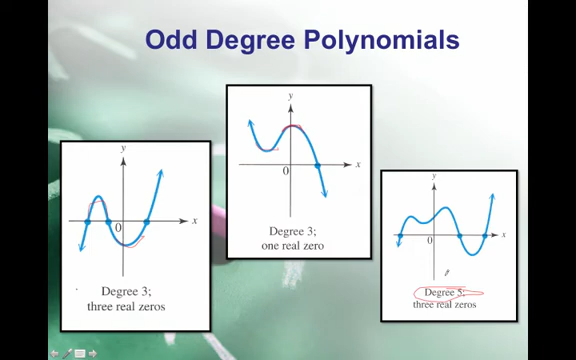 Odd Degree Polynomials
y
0
x
Degree 3;
three real zeros
y
0
x
Degree 3;
one real zero
y
0
x
Degree 5;
three real zeros